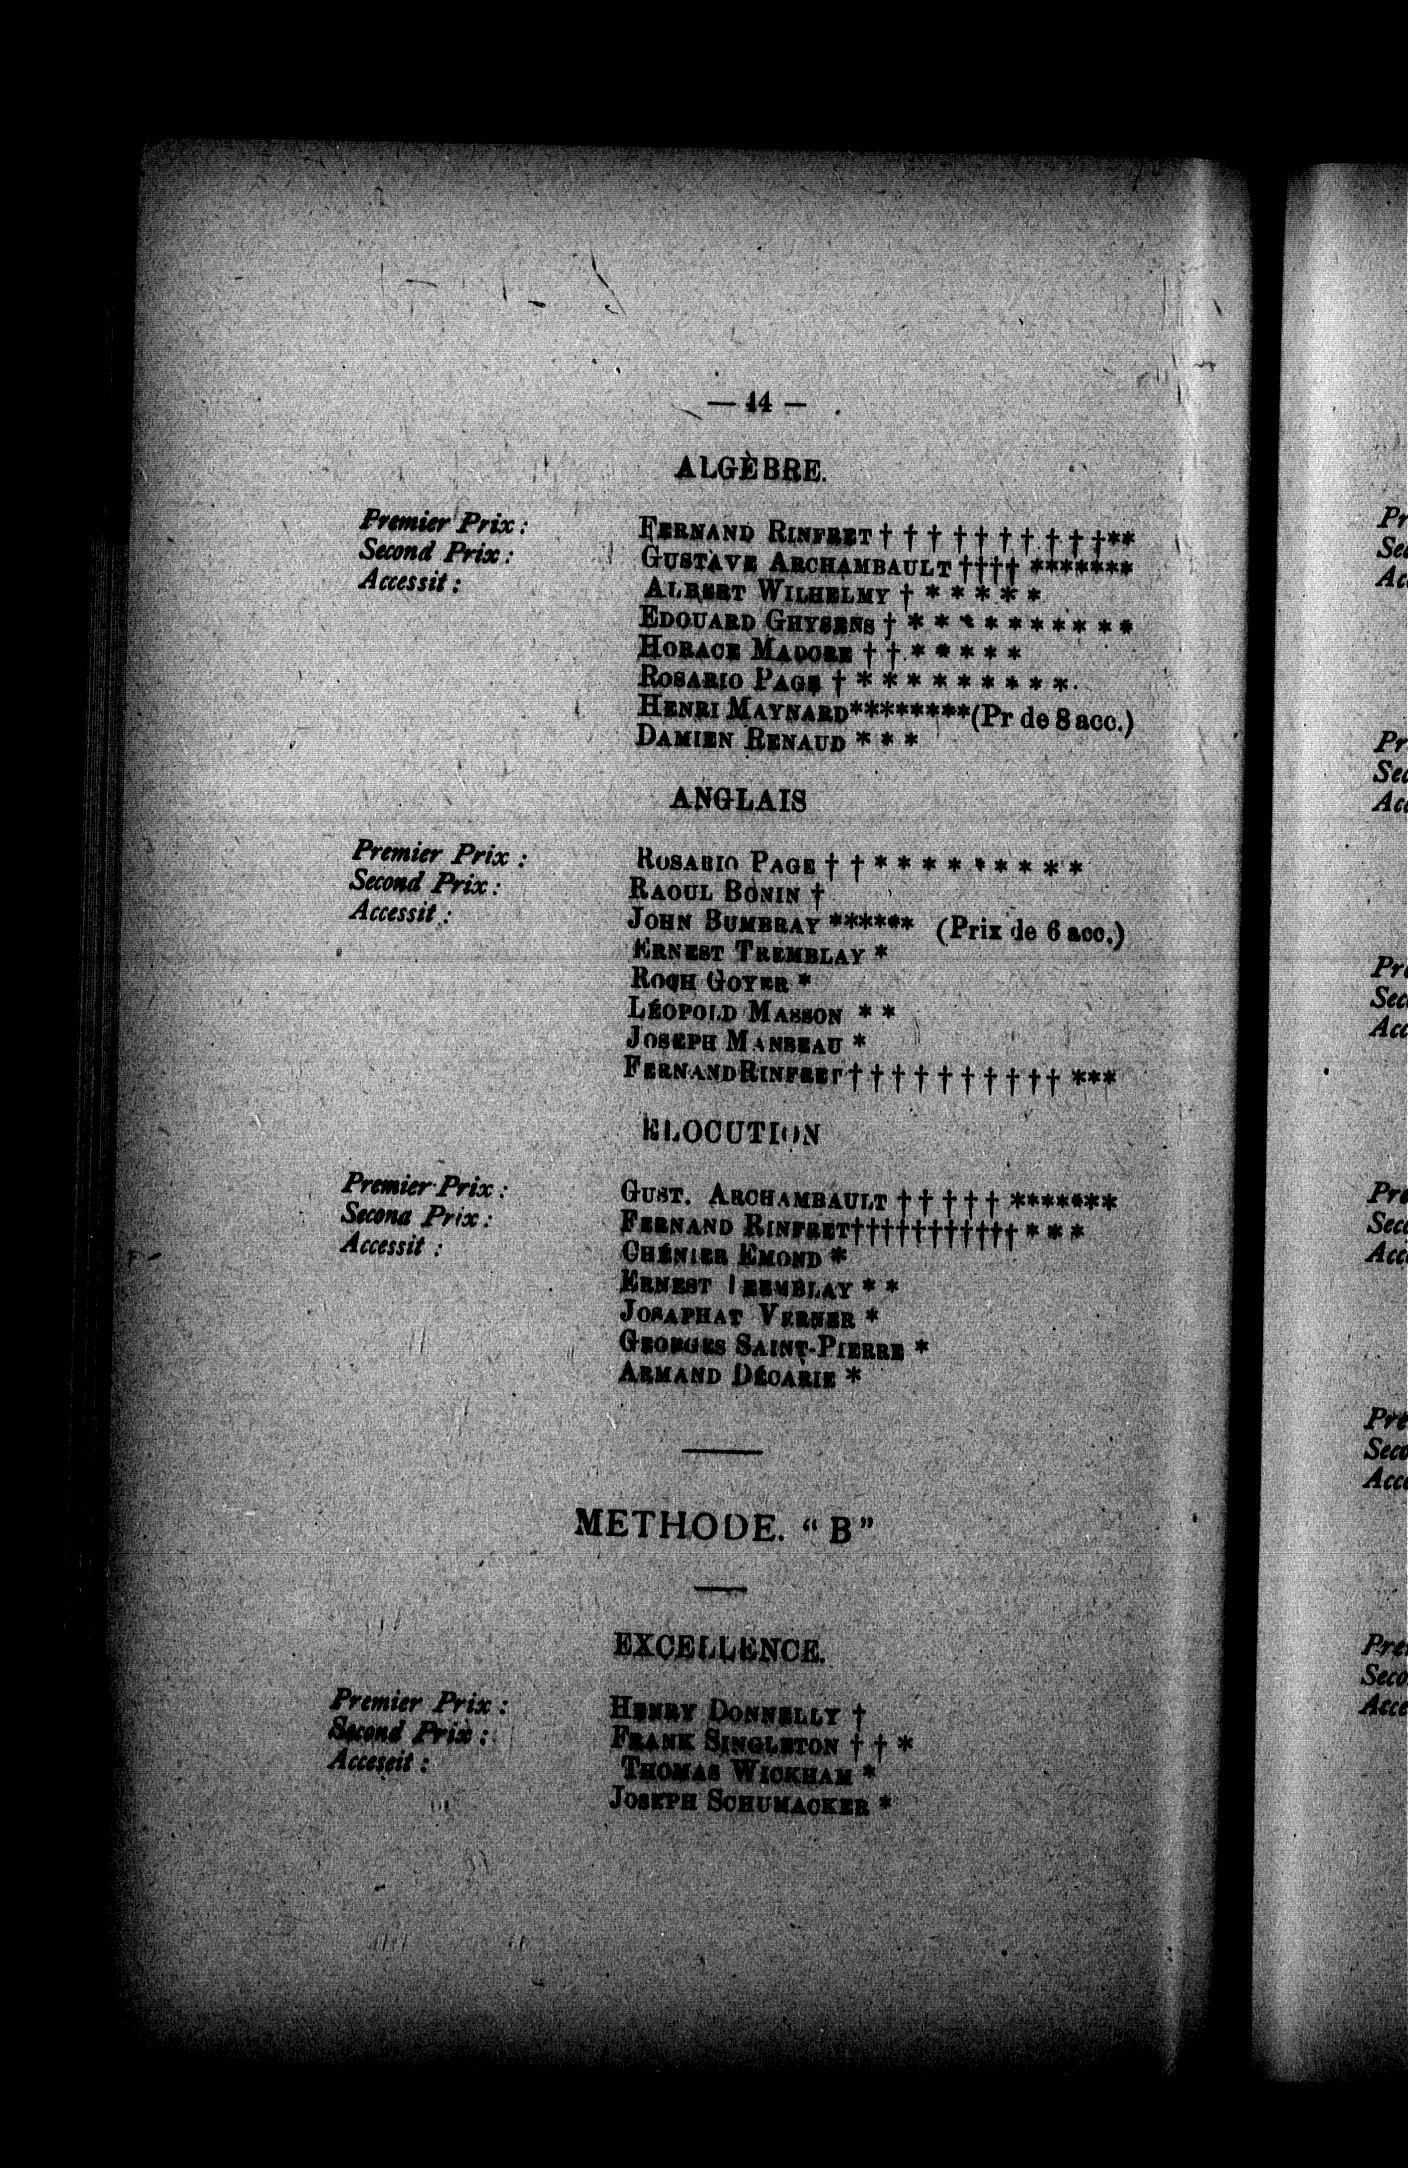 — 44 —
ALGÈBRE.
Premier Prix : FERNAND RINFRET † † † † † † † † † †**
Second Prix : GUSTAVE ARCHAMBAULT †††† *******
Accessit : ALBERT WILHELMY † * * * * *
EDOUARD GHYSENS † * * * * * * * * * *
HORACE MADORE † † * * * * *
ROSARIO PAGE † * * * * * * * * *
HENRI MAYNARD********(Pr de 8 acc.)
DAMIEN RENAUD * * *
ANGLAIS
Premier Prix : ROSARIO PAGE † † * * * * * * * * *
Second Prix : RAOUL BONIN †
Accessit : JOHN BUMBRAY ****** (Prix de 6 acc.)
ERNEST TREMBLAY *
ROCH GOYER *
LÉOPOLD MASSON * *
JOSEPH MANSEAU *
FERNAND RINFRET† † † † † † † † † † ***
ELOCUTION
Premier Prix : GUST. ARCHAMBAULT † † † † † *******
Second Prix : FERNAND RINFRET††††††††††† * * *
Accessit : CHÉNIER EMOND *
ERNEST TREMBLAY * *
JOSAPHAT VERNER *
GEORGES SAINT-PIERRE *
ARMAND DÉCARIE *
METHODE. “ B ”
EXCELLENCE.
Premier Prix : HENRY DONNELLY †
Second Prix : FRANK SINGLETON † † *
Acceseit : THOMAS WICKHAM *
JOSEPH SCHUMACKER *